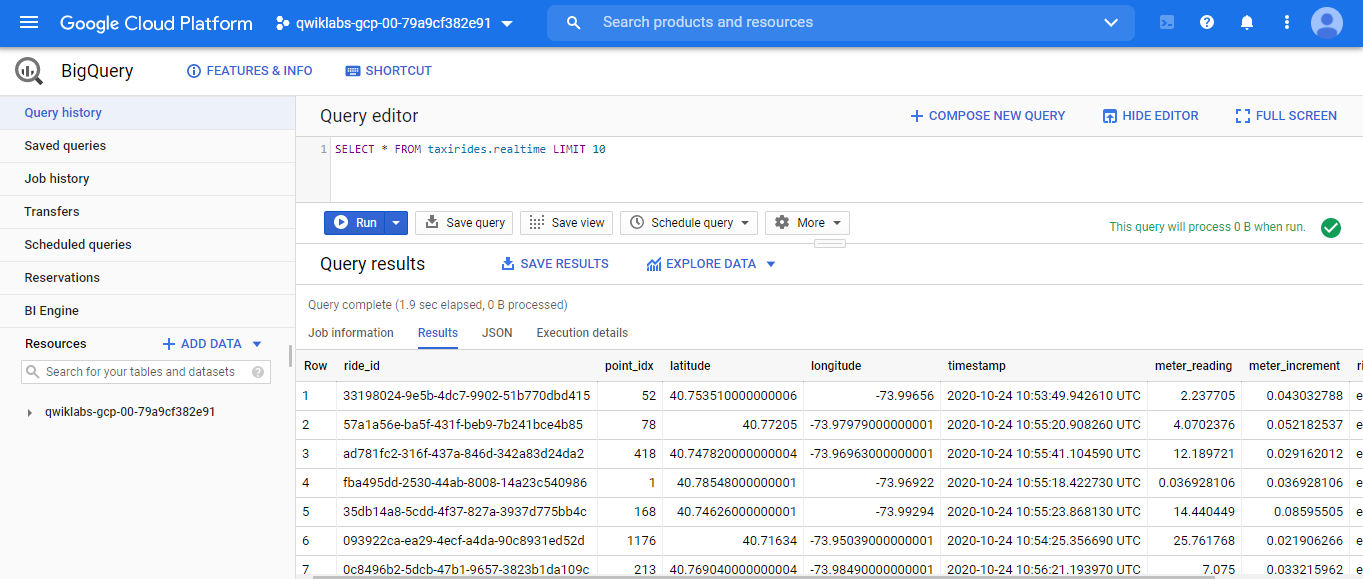 Google Cloud Platform qwiklabs-gcp-00-79a9cf382e91 Search products and resources
BigQuery FEATURES & INFO SHORTCUT
Query history
Saved queries
Job history
Transfers
Scheduled queries
Reservations
BI Engine
Resources ADD DATA
Search for your tables and datasets
qwiklabs-gcp-00-79a9cf382e91
Query editor COMPOSE NEW QUERY HIDE EDITOR FULL SCREEN
1 SELECT * FROM taxirides.realtime LIMIT 10
Run Save query Save view Schedule query More This query will process 0 B when run.
Query results SAVE RESULTS EXPLORE DATA
Query complete (1.9 sec elapsed, 0 B processed)
Job information Results JSON Execution details
Row ride_id point_idx latitude longitude timestamp meter_reading meter_increment ri
1 33198024-9e5b-4dc7-9902-51b770dbd415 52 40.753510000000006 -73.99656 2020-10-24 10:53:49.942610 UTC 2.237705 0.043032788 e
2 57a1a56e-ba5f-431f-beb9-7b241bce4b85 78 40.77205 -73.97979000000001 2020-10-24 10:55:20.908260 UTC 4.0702376 0.052182537 e
3 ad781fc2-316f-437a-846d-342a83d24da2 418 40.747820000000004 -73.96963000000001 2020-10-24 10:55:41.104590 UTC 12.189721 0.029162012 e
4 fba495dd-2530-44ab-8008-14a23c540986 1 40.78548000000001 -73.96922 2020-10-24 10:55:18.422730 UTC 0.036928106 0.036928106 e
5 35db14a8-5cdd-4f37-827a-3937d775bb4c 168 40.74626000000001 -73.99294 2020-10-24 10:55:23.868130 UTC 14.440449 0.08595505 e
6 093922ca-ea29-4ecf-a4da-90c8931ed52d 1176 40.71634 -73.95039000000001 2020-10-24 10:54:25.356690 UTC 25.761768 0.021906266 e
7 0c8496b2-5dcb-47b1-9657-3823b1da109c 213 40.769040000000004 -73.98491000000001 2020-10-24 10:56:21.193970 UTC 7.075 0.033215962 e